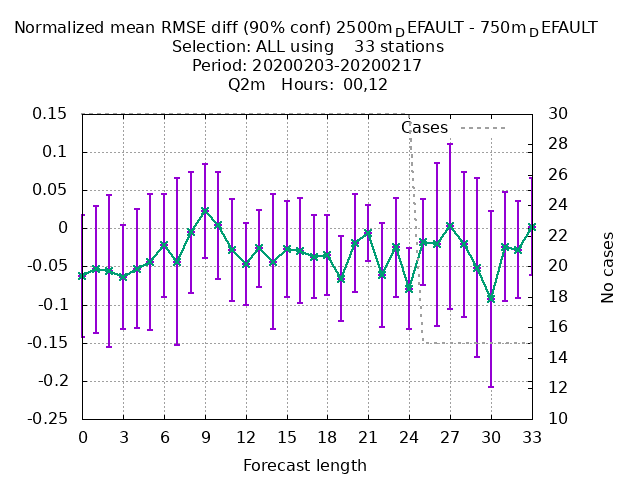 Normalized mean RMSE diff (90% conf) 2500m_DEFAULT - 750m_DEFAULT
Selection: ALL using    33 stations
Period: 20200203-20200217
Q2m   Hours:  00,12
Cases
0.15
0.1
0.05
0
-0.05
-0.1
-0.15
-0.2
-0.25
30
28
26
24
22
20
18
16
14
12
10
No cases
0 3 6 9 12 15 18 21 24 27 30 33
Forecast length